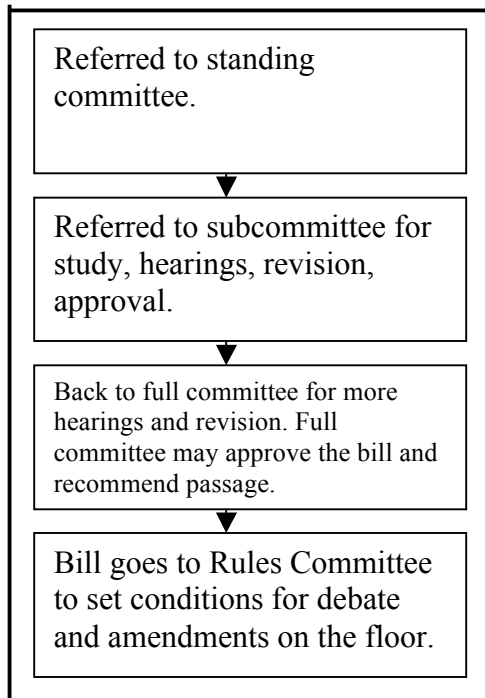 Referred to standing
committee.
Referred to subcommittee for
study, hearings, revision,
approval.
Back to full committee for more
hearings and revision. Full
committee may approve the bill and
recommend passage.
Bill goes to Rules Committee
to set conditions for debate
and amendments on the floor.